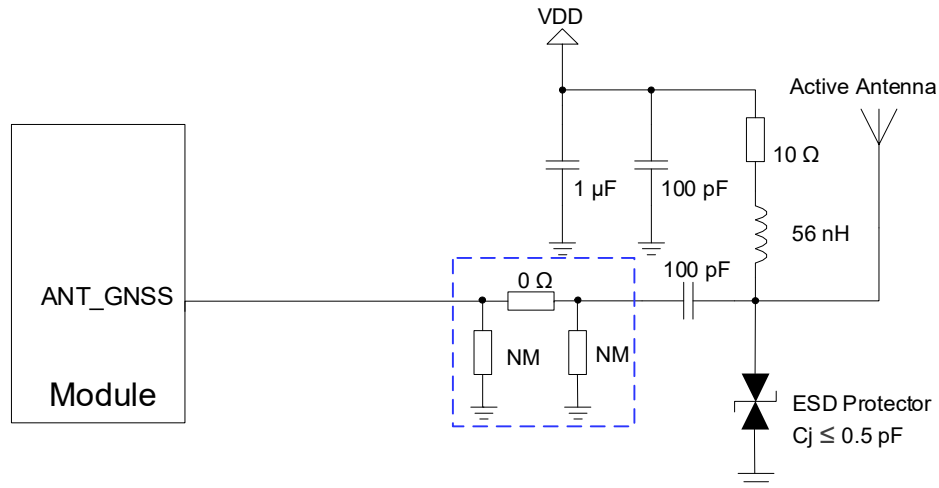 VDD
Active Antenna
10 Ω
1 µF
100 pF
56 nH
100 pF
0 Ω
ANT_GNSS
NM
NM
Module
ESD Protector
Cj ≤ 0.5 pF